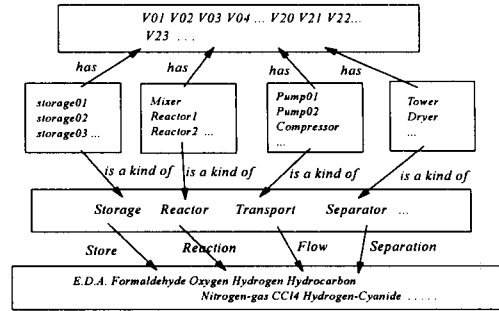 V01 V02 V03 V04 ... V20 V21 V22...
V23 ...
has has has has
storage01
storage02
storage03 ...
Mixer
Reactor1
Reactor2 ...
Pump01
Pump02
Compressor
...
Tower
Dryer
...
is a kind of is a kind of is a kind of is a kind of
Storage Reactor Transport Separator ...
Store Reaction Flow Separation
E.D.A. Formaldehyde Oxygen Hydrogen Hydrocarbon
Nitrogen-gas CCl4 Hydrogen-Cyanide .....